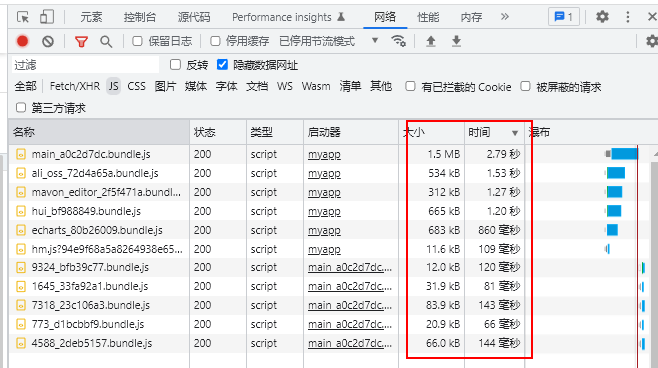 元素 控制台 源代码 Performance insights 网络 性能 内存 » 1
保留日志 停用缓存 已停用节流模式
过滤 反转 隐藏数据网址
全部 Fetch/XHR JS CSS 图片 媒体 字体 文档 WS Wasm 清单 其他 有已拦截的 Cookie 被屏蔽的请求
第三方请求
名称 状态 类型 启动器 大小 时间 瀑布
main_a0c2d7dc.bundle.js 200 script myapp 1.5 MB 2.79 秒
ali_oss_72d4a65a.bundle.js 200 script myapp 534 kB 1.53 秒
mavon_editor_2f5f471a.bundle.... 200 script myapp 312 kB 1.27 秒
hui_bf988849.bundle.js 200 script myapp 665 kB 1.20 秒
echarts_80b26009.bundle.js 200 script myapp 683 kB 860 毫秒
hm.js?94e9f68a5a8264938e65... 200 script myapp 11.6 kB 109 毫秒
9324_bfb39c77.bundle.js 200 script main_a0c2d7dc.... 12.0 kB 120 毫秒
1645_33fa92a1.bundle.js 200 script main_a0c2d7dc.... 31.9 kB 81 毫秒
7318_23c106a3.bundle.js 200 script main_a0c2d7dc.... 83.9 kB 143 毫秒
773_d1bcbbf9.bundle.js 200 script main_a0c2d7dc.... 20.9 kB 66 毫秒
4588_2deb5157.bundle.js 200 script main_a0c2d7dc.... 66.0 kB 144 毫秒